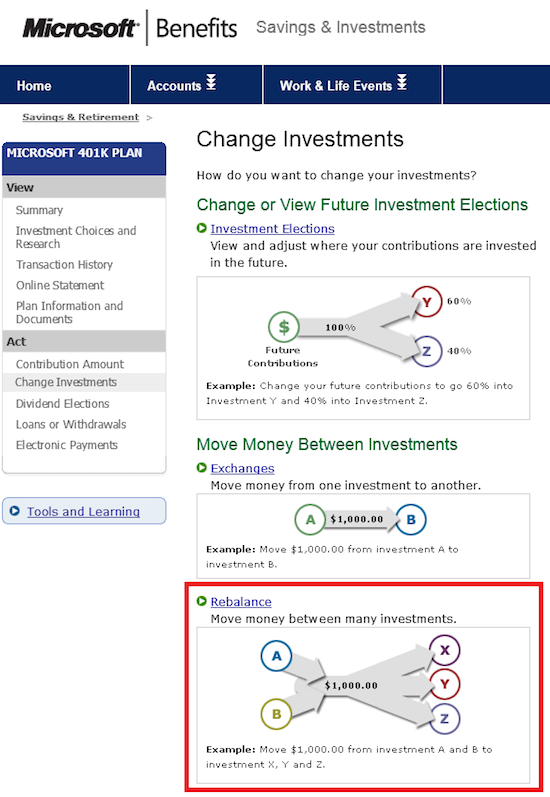 Microsoft® Benefits Savings & Investments
Home Accounts Work & Life Events
Savings & Retirement >
MICROSOFT 401K PLAN
View
Summary
Investment Choices and
Research
Transaction History
Online Statement
Plan Information and
Documents
Act
Contribution Amount
Change Investments
Dividend Elections
Loans or Withdrawals
Electronic Payments
Tools and Learning
Change Investments
How do you want to change your investments?
Change or View Future Investment Elections
Investment Elections
View and adjust where your contributions are invested
in the future.
Y 60%
$ 100%
Z 40%
Future
Contributions
Example: Change your future contributions to go 60% into
Investment Y and 40% into Investment Z.
Move Money Between Investments
Exchanges
Move money from one investment to another.
A $1,000.00 B
Example: Move $1,000.00 from investment A to
investment B.
Rebalance
Move money between many investments.
A X
$1,000.00 Y
B Z
Example: Move $1,000.00 from investment A and B to
investment X, Y and Z.